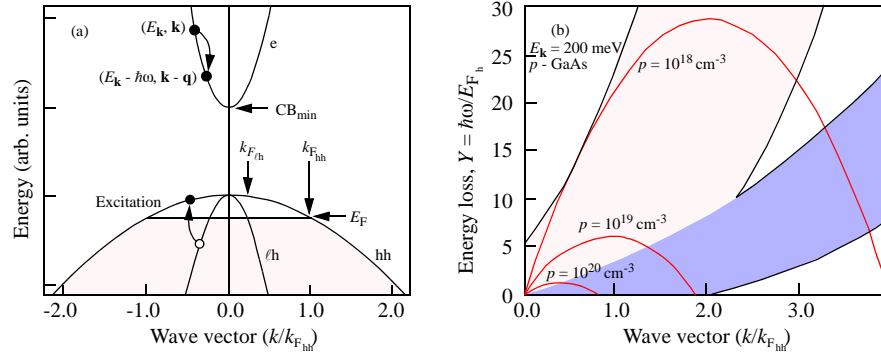 (a)
(E_k, k)
e
(E_k - ħω, k - q)
CB_min
k_Fℓh
k_Fhh
Excitation
E_F
ℓh
hh
Energy (arb. units)
-2.0 -1.0 0.0 1.0 2.0
Wave vector (k/k_Fhh)
(b)
E_k = 200 meV
p - GaAs
p = 10^18 cm^-3
p = 10^19 cm^-3
p = 10^20 cm^-3
Energy loss, Y = ħω/E_Fh
30
25
20
15
10
5
0
0.0 1.0 2.0 3.0
Wave vector (k/k_Fhh)